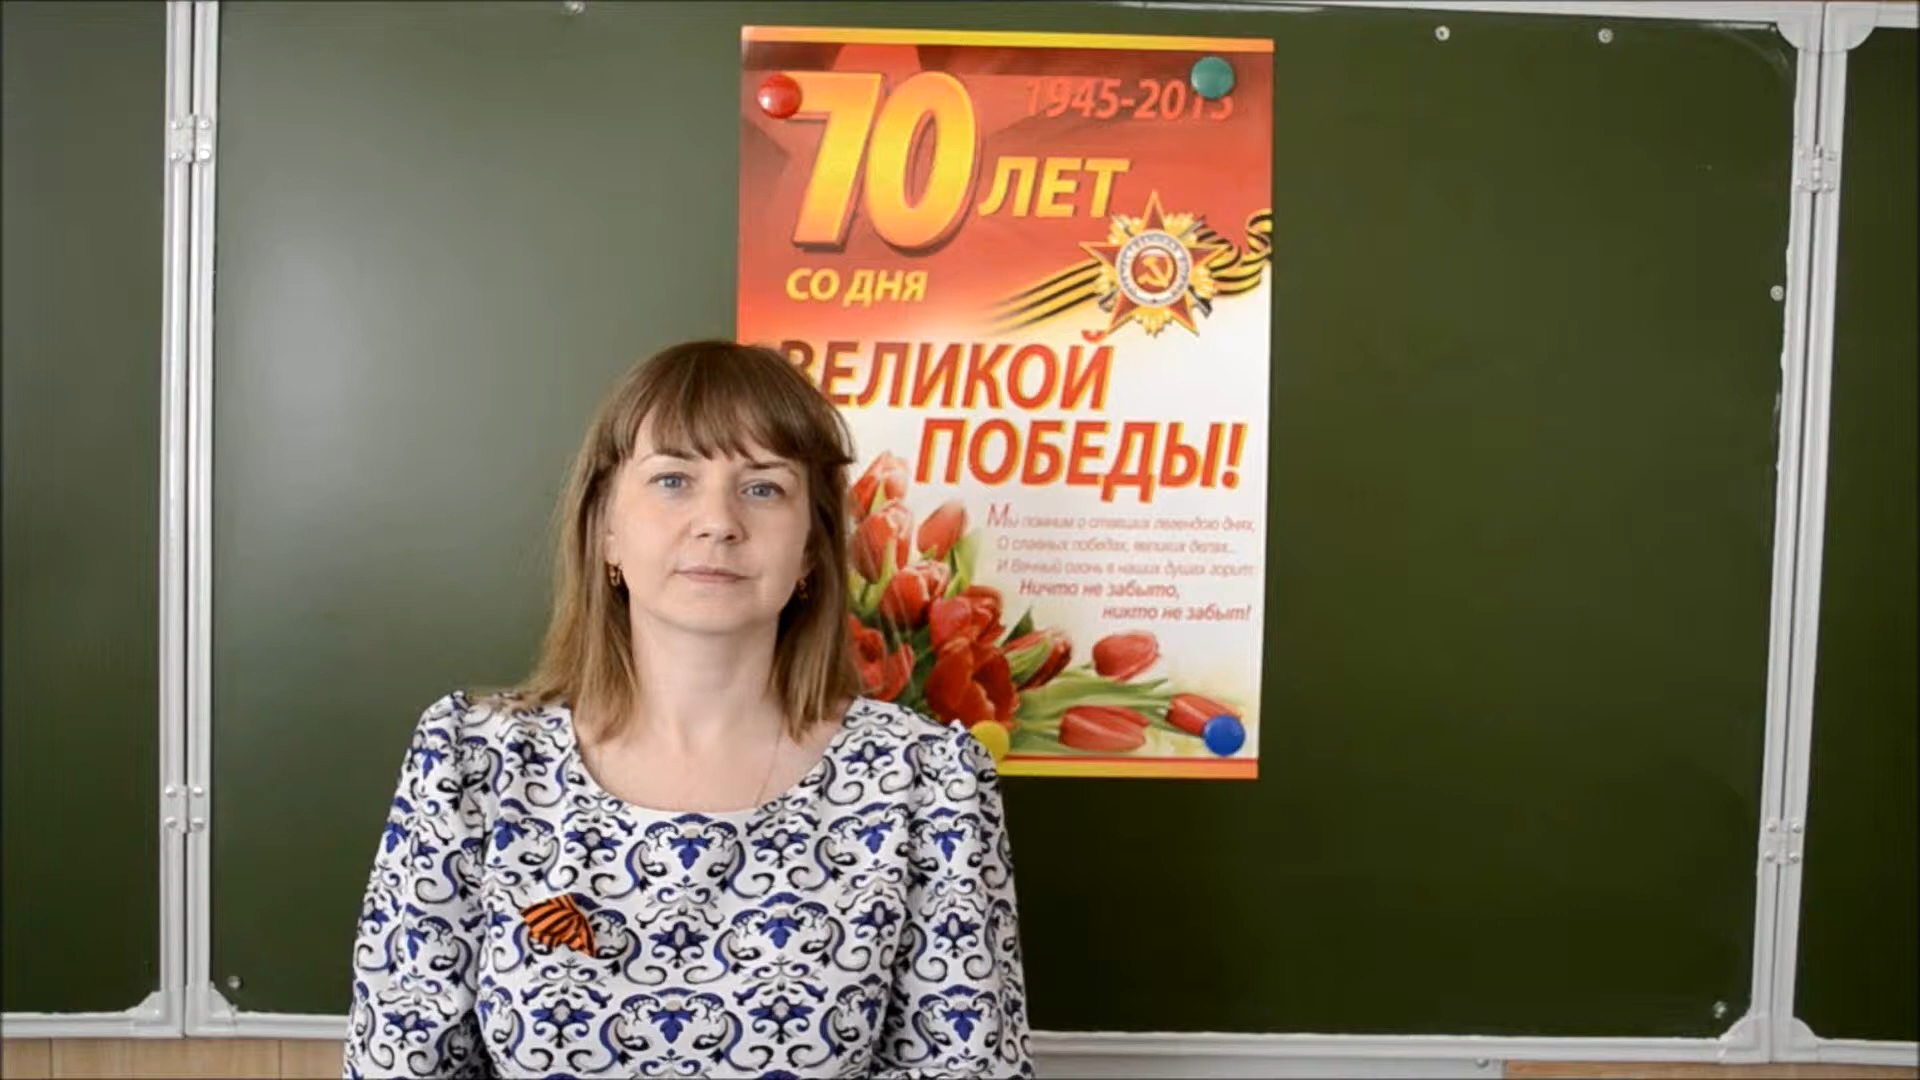 1945-2015
70 ЛЕТ
СО ДНЯ
ВЕЛИКОЙ
ПОБЕДЫ!
Мы помним о ставших легендою днях,
О славных победах, великих делах...
И Вечный огонь в наших душах горит:
Ничто не забыто,
никто не забыт!